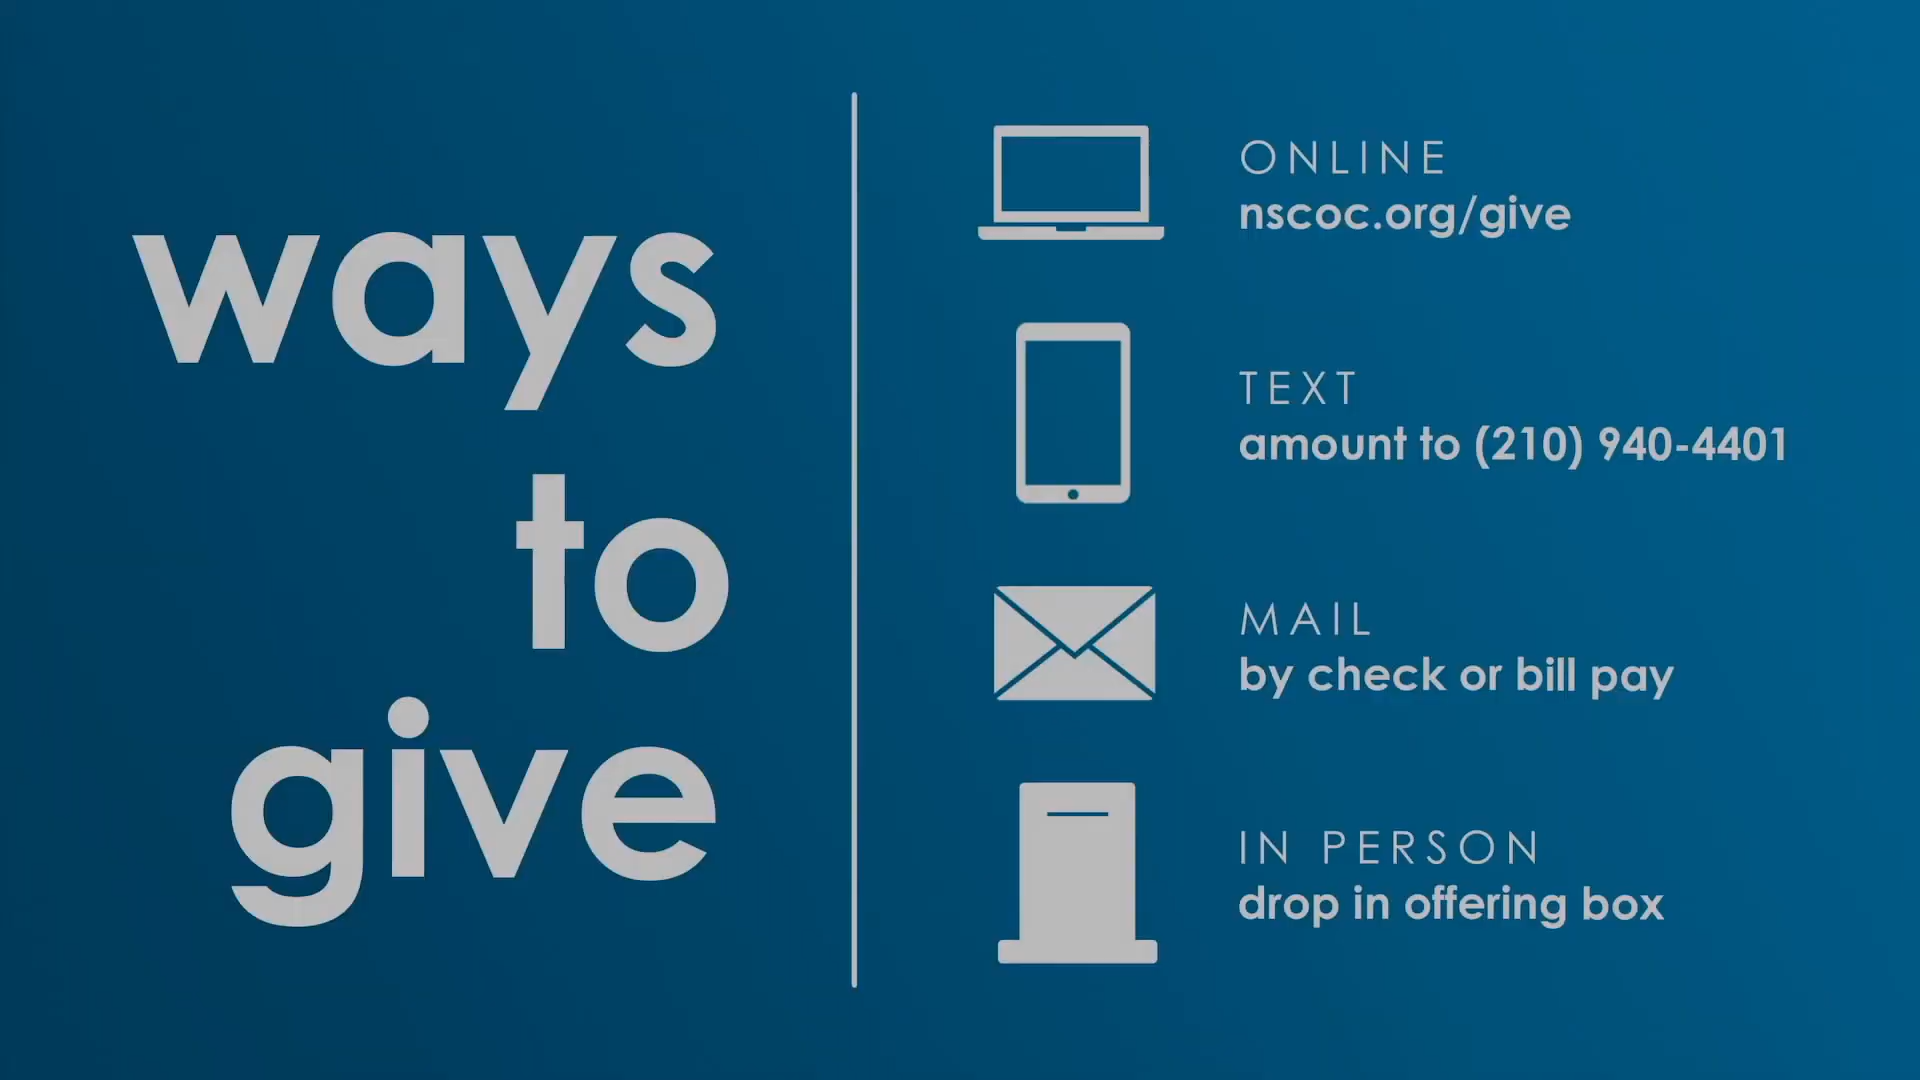 ways
to
give
ONLINE
nscoc.org/give
TEXT
amount to (210) 940-4401
MAIL
by check or bill pay
IN PERSON
drop in offering box